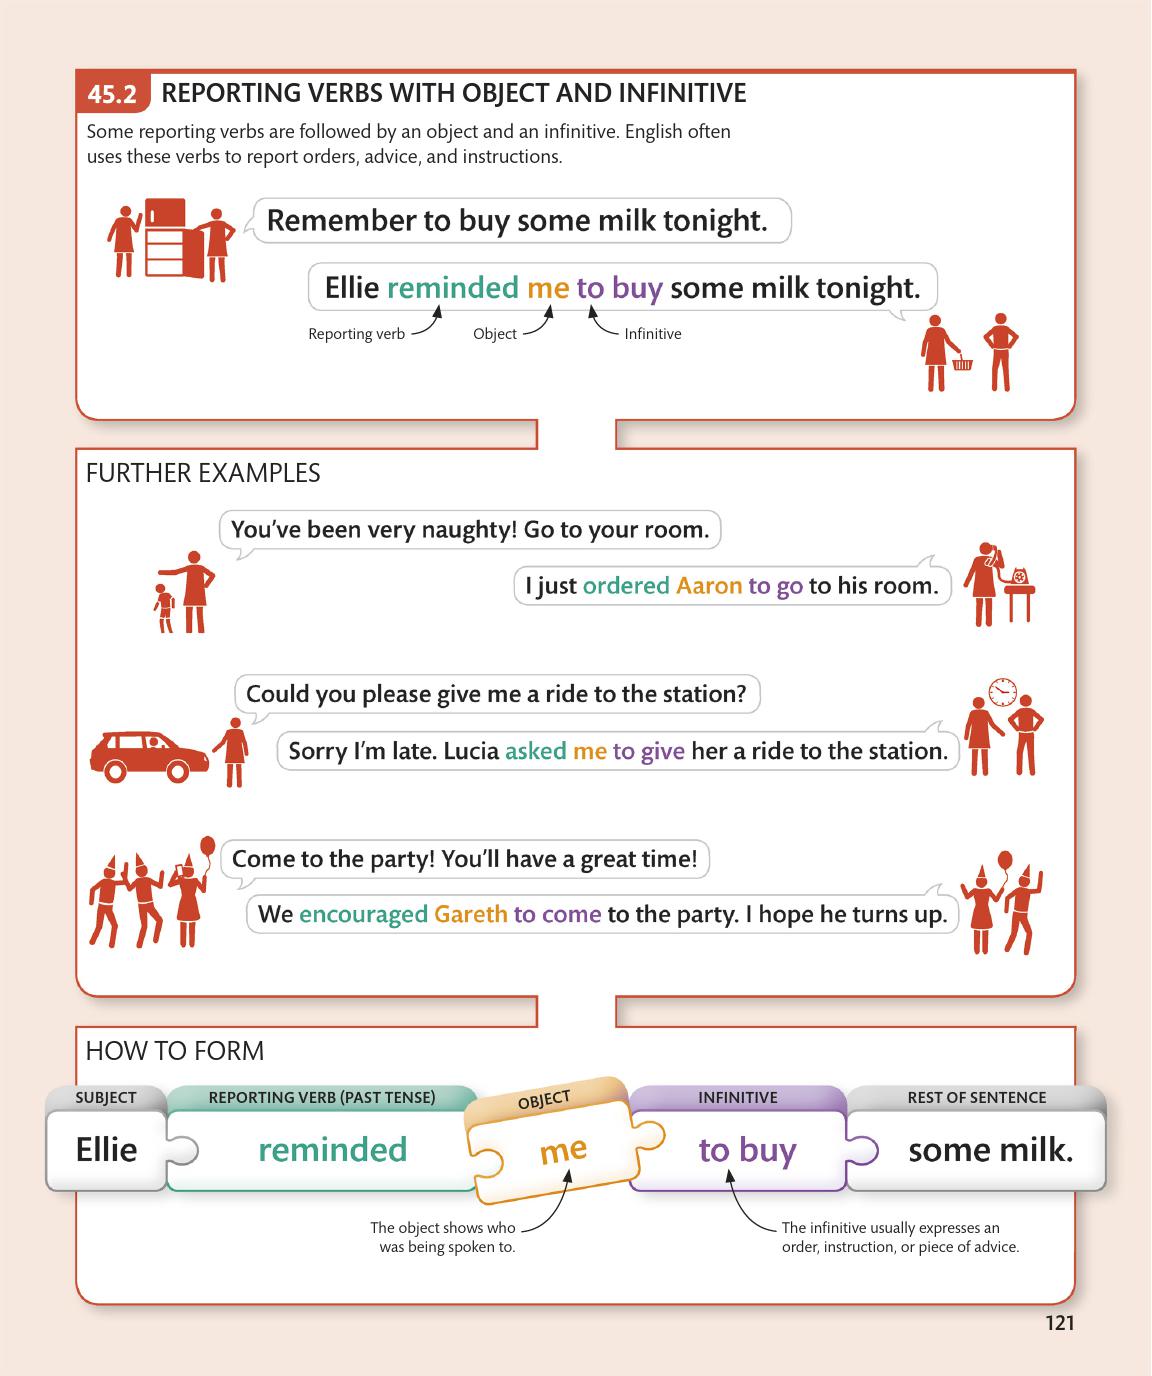 45.2 REPORTING VERBS WITH OBJECT AND INFINITIVE
Some reporting verbs are followed by an object and an infinitive. English often
uses these verbs to report orders, advice, and instructions.
Remember to buy some milk tonight.
Ellie reminded me to buy some milk tonight.
Reporting verb Object Infinitive
FURTHER EXAMPLES
You’ve been very naughty! Go to your room.
I just ordered Aaron to go to his room.
Could you please give me a ride to the station?
Sorry I’m late. Lucia asked me to give her a ride to the station.
Come to the party! You’ll have a great time!
We encouraged Gareth to come to the party. I hope he turns up.
HOW TO FORM
SUBJECT REPORTING VERB (PAST TENSE) OBJECT INFINITIVE REST OF SENTENCE
Ellie reminded me to buy some milk.
The object shows who
was being spoken to.
The infinitive usually expresses an
order, instruction, or piece of advice.
121